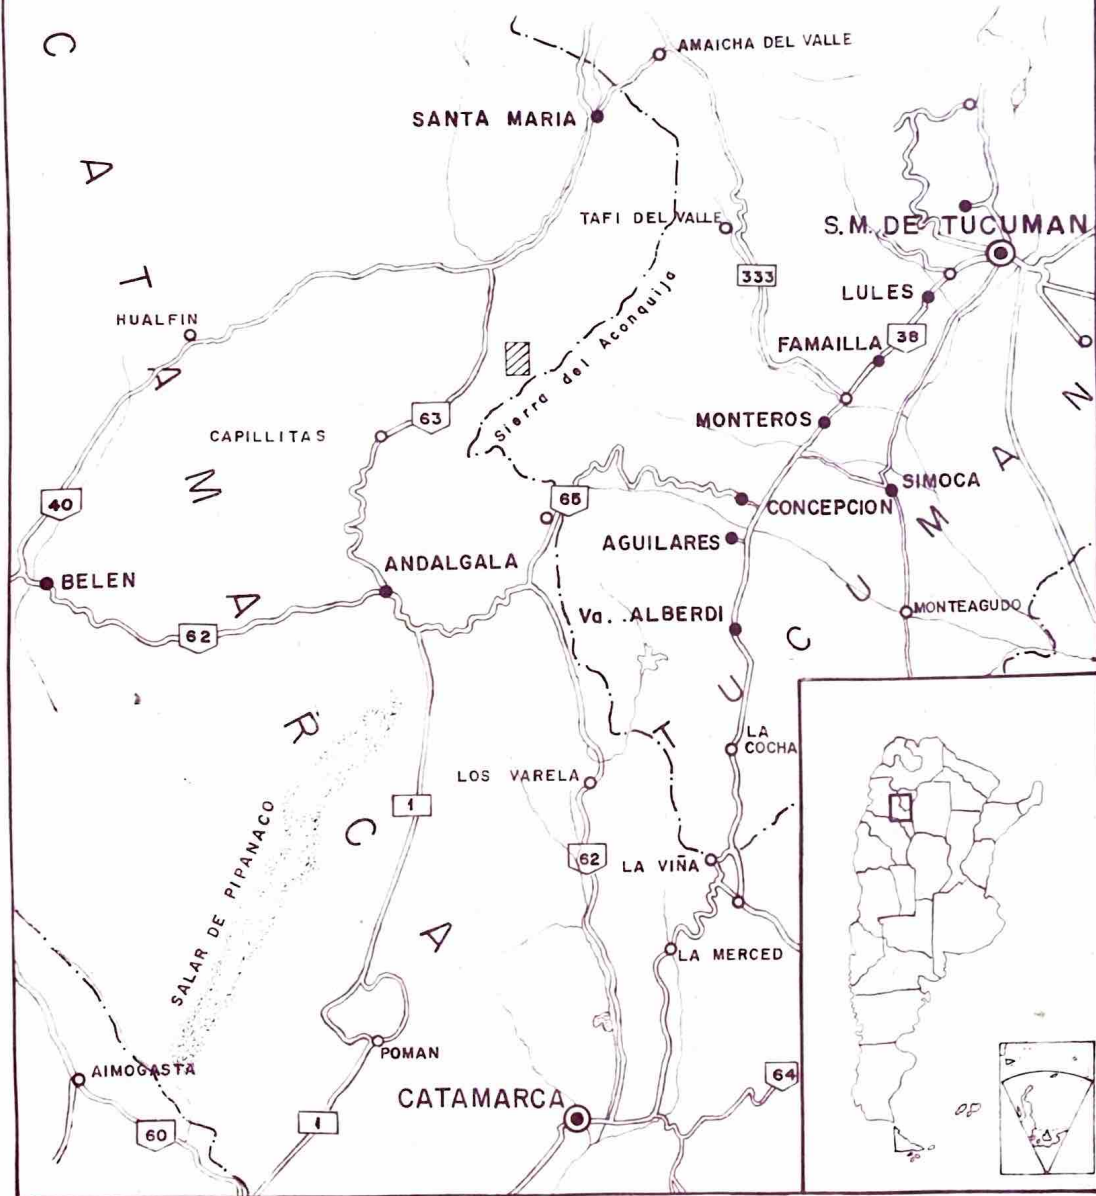 AMAICHA DEL VALLE
SANTA MARIA
TAFI DEL VALLE
S.M. DE TUCUMAN
333
LULES
38
FAMAILLA
HUALFIN
Sierra del Aconquija
63
CAPILLITAS
MONTEROS
40
65
SIMOCA
CONCEPCION
AGUILARES
ANDALGALA
BELEN
MONTEAGUDO
Va. ALBERDI
62
LA
COCHA
LOS VARELA
1
62
LA VIÑA
SALAR DE PIPANACO
LA MERCED
POMAN
AIMOGASTA
64
CATAMARCA
1
60
CATAMARCA
TUCUMAN